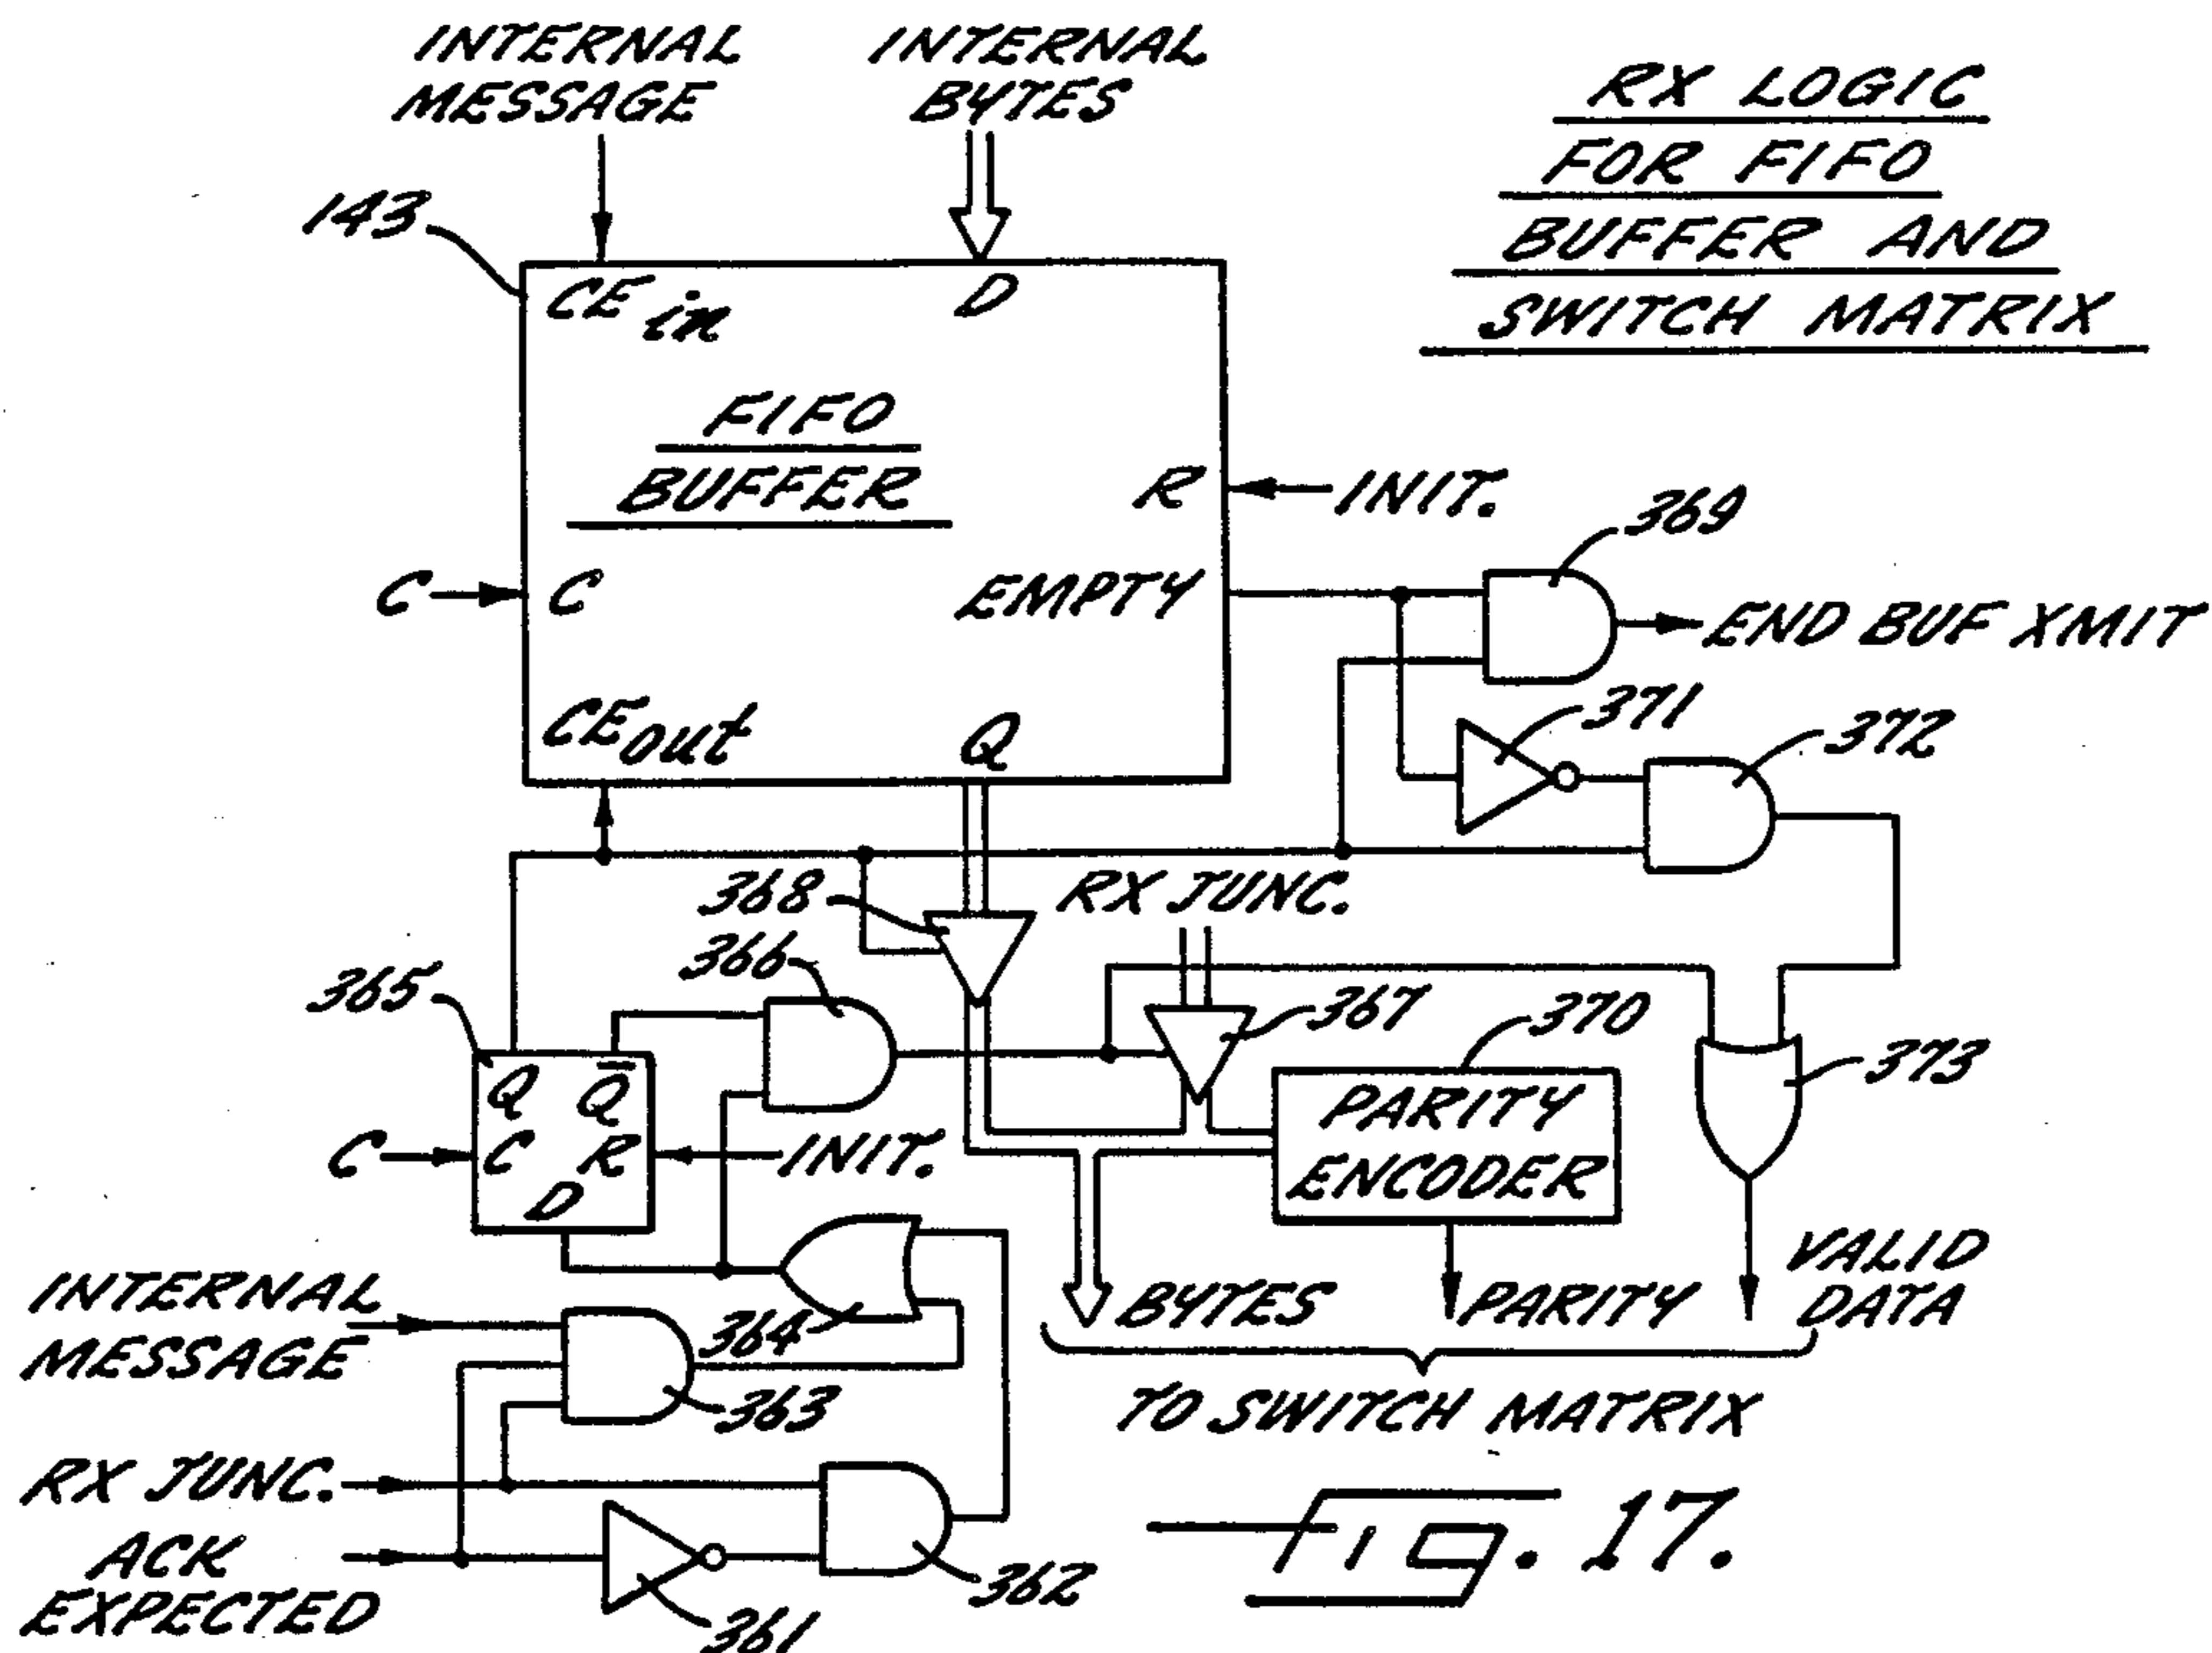 INTERNAL
MESSAGE
INTERNAL
BYTES
RX LOGIC
FOR FIFO
BUFFER AND
SWITCH MATRIX
143
CE in
D
FIFO
BUFFER
R
INIT.
369
C
C
EMPTY
END BUF XMIT
371
372
CE out
Q
368
RX JUNC.
366
365
367
370
373
Q
Q̅
C
C
R
INIT.
D
PARITY
ENCODER
VALID
DATA
BYTES
PARITY
INTERNAL
MESSAGE
364
363
TO SWITCH MATRIX
RX JUNC.
ACK
EXPECTED
362
361
Fig. 17.